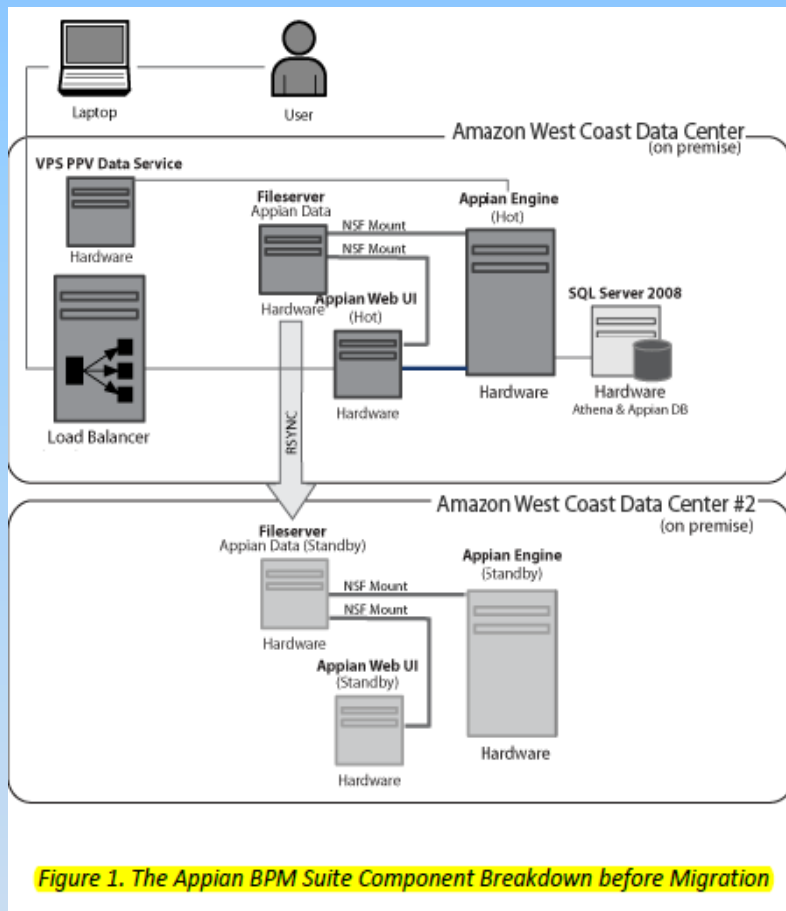 Laptop
User
Amazon West Coast Data Center
(on premise)
VPS PPV Data Service
Hardware
Fileserver
Appian Data
Hardware
NSF Mount
NSF Mount
Appian Engine
(Hot)
Hardware
Appian Web UI
(Hot)
Hardware
SQL Server 2008
Hardware
Athena & Appian DB
Load Balancer
RSYNC
Amazon West Coast Data Center #2
(on premise)
Fileserver
Appian Data (Standby)
Hardware
NSF Mount
NSF Mount
Appian Engine
(Standby)
Hardware
Appian Web UI
(Standby)
Hardware
Figure 1. The Appian BPM Suite Component Breakdown before Migration